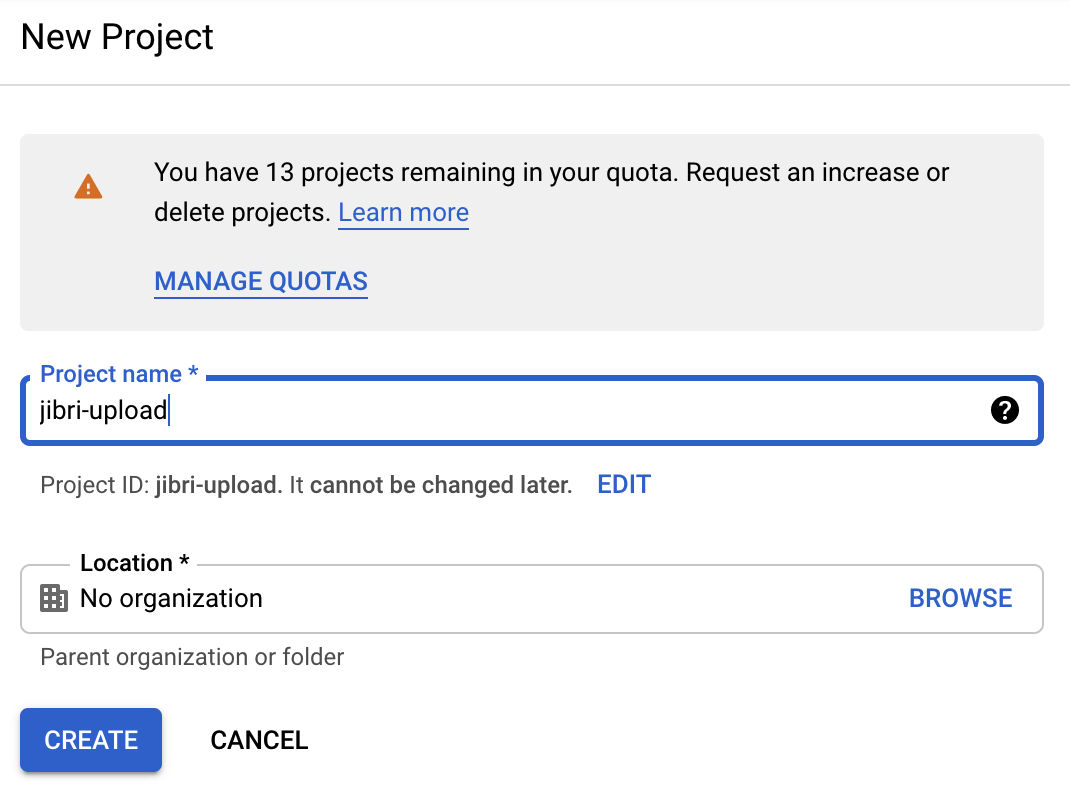 New Project
You have 13 projects remaining in your quota. Request an increase or
delete projects. Learn more
MANAGE QUOTAS
Project name *
jibri-upload
Project ID: jibri-upload. It cannot be changed later. EDIT
Location *
No organization BROWSE
Parent organization or folder
CREATE CANCEL